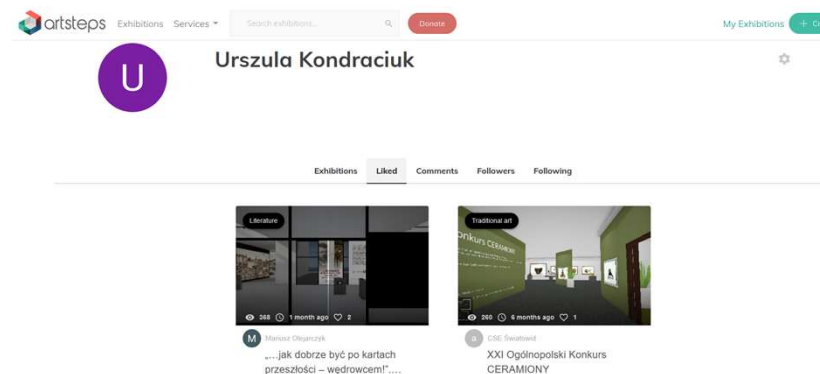 artsteps Exhibitions Services Search exhibitions... Donate My Exhibitions + C
U Urszula Kondraciuk
Exhibitions Liked Comments Followers Following
Literature
368 1 month ago 2
M Mariusz Olejarczyk
„...jak dobrze być po kartach
przeszłości – wędrowcem!”....
Traditional art
Konkurs CERAMIONY
260 6 months ago 1
a CSE Światowid
XXI Ogólnopolski Konkurs
CERAMIONY